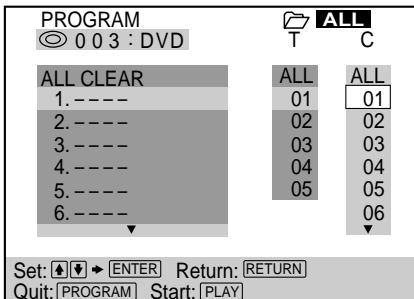 PROGRAM ALL
003:DVD T C
ALL CLEAR ALL ALL
1. – – – – 01 01
2. – – – – 02 02
3. – – – – 03 03
4. – – – – 04 04
5. – – – – 05 05
6. – – – – 06
Set: ENTER Return: RETURN
Quit: PROGRAM Start: PLAY